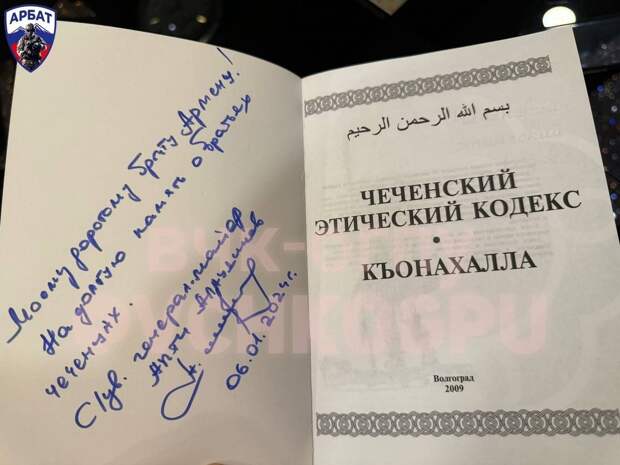 АРБАТ
Моему дорогому брату Армену!
На долгую память о братьях
чеченцах.
С ув. генерал-майор
Апти Алаудинов
06.01.2024г.
بسم الله الرحمن الرحيم
ЧЕЧЕНСКИЙ
ЭТИЧЕСКИЙ КОДЕКС
•
КЪОНАХАЛЛА
Волгоград
2009